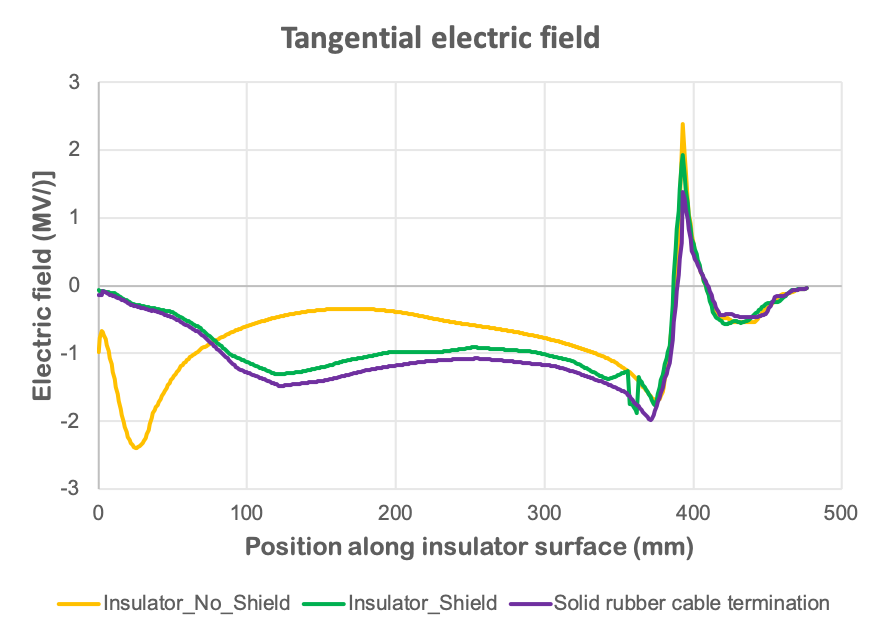 Tangential electric field
Electric field (MV/)]
3
2
1
0
-1
-2
-3
0 100 200 300 400 500
Position along insulator surface (mm)
Insulator_No_Shield Insulator_Shield Solid rubber cable termination